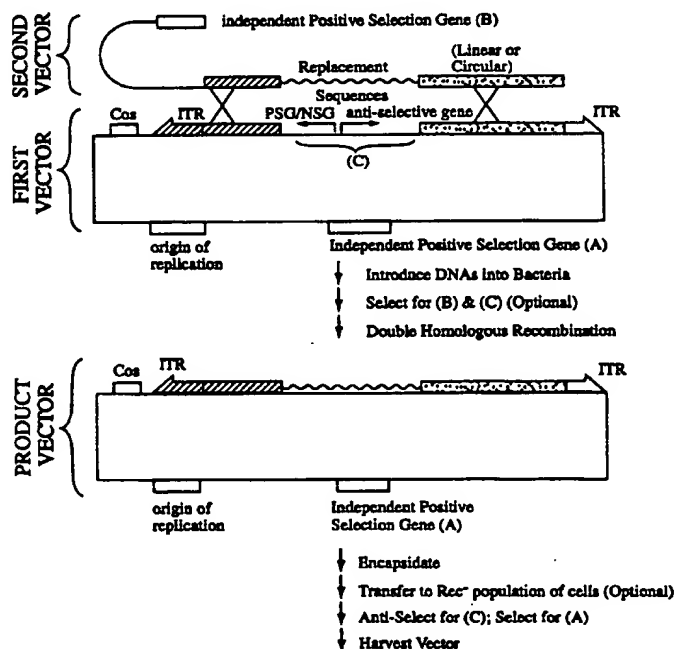 SECOND
VECTOR
independent Positive Selection Gene (B)
Replacement
(Linear or
Circular)
FIRST
VECTOR
Cos
ITR
Sequences
PSG/NSG
anti-selective gene
ITR
(C)
origin of
replication
Independent Positive Selection Gene (A)
Introduce DNAs into Bacteria
Select for (B) & (C) (Optional)
Double Homologous Recombination
PRODUCT
VECTOR
Cos
ITR
ITR
origin of
replication
Independent Positive
Selection Gene (A)
Encapsidate
Transfer to Rec⁻ population of cells (Optional)
Anti-Select for (C); Select for (A)
Harvest Vector